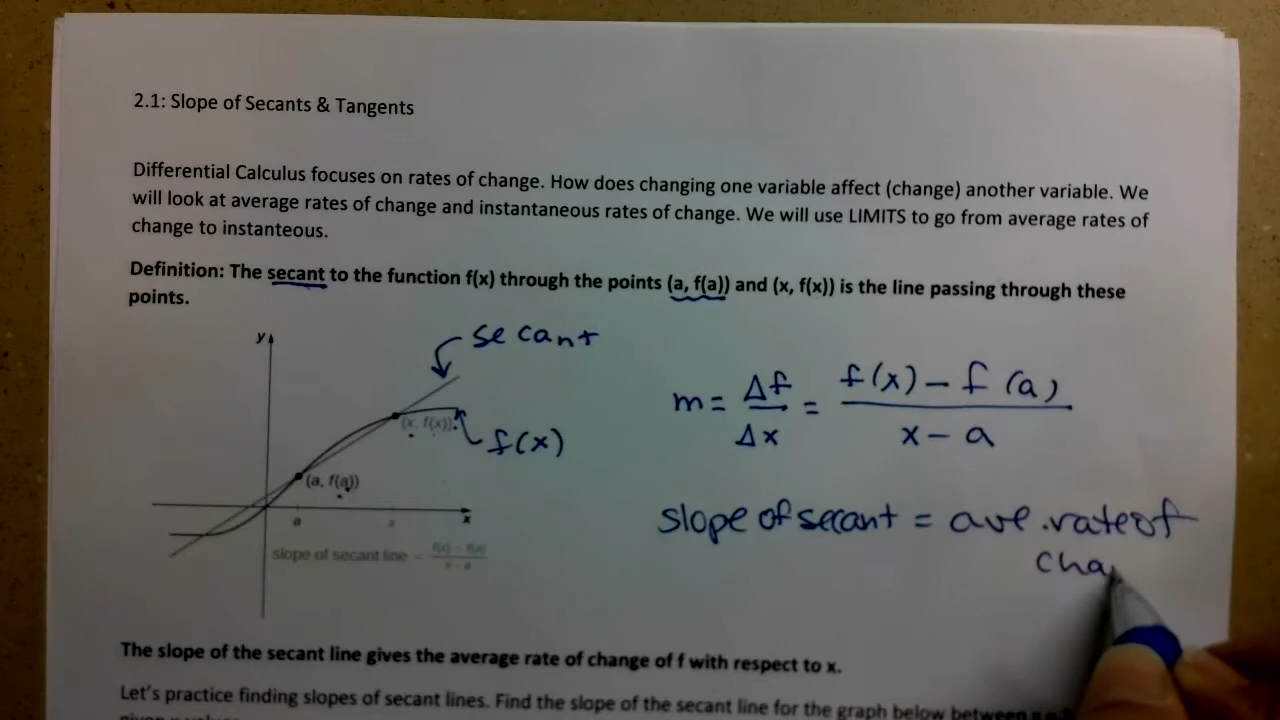 2.1: Slope of Secants & Tangents
Differential Calculus focuses on rates of change. How does changing one variable affect (change) another variable. We
will look at average rates of change and instantaneous rates of change. We will use LIMITS to go from average rates of
change to instanteous.
Definition: The secant to the function f(x) through the points (a, f(a)) and (x, f(x)) is the line passing through these
points.
y
secant
(x, f(x))
f(x)
(a, f(a))
a
x
x
slope of secant line = f(x) - f(a) / x - a
m = Δf / Δx = f(x) - f(a) / x - a
slope of secant = ave. rate of
cha
The slope of the secant line gives the average rate of change of f with respect to x.
Let's practice finding slopes of secant lines. Find the slope of the secant line for the graph below between